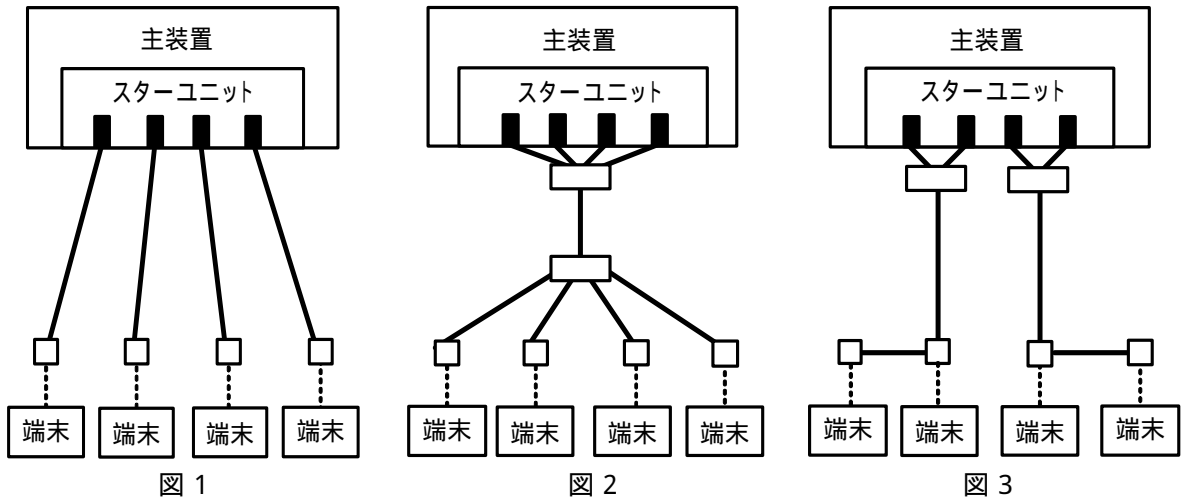 主装置
スターユニット
端末
端末
端末
端末
図 1
主装置
スターユニット
端末
端末
端末
端末
図 2
主装置
スターユニット
端末
端末
端末
端末
図 3